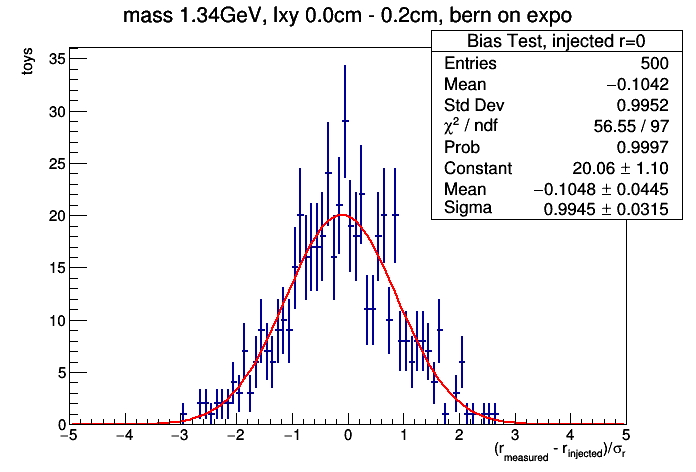 mass 1.34GeV, lxy 0.0cm - 0.2cm, bern on expo
Bias Test, injected r=0
Entries 500
Mean −0.1042
Std Dev 0.9952
χ² / ndf 56.55 / 97
Prob 0.9997
Constant 20.06 ± 1.10
Mean −0.1048 ± 0.0445
Sigma 0.9945 ± 0.0315
toys
35
30
25
20
15
10
5
0
−5 −4 −3 −2 −1 0 1 2 3 4 5
(r_measured - r_injected)/σ_r